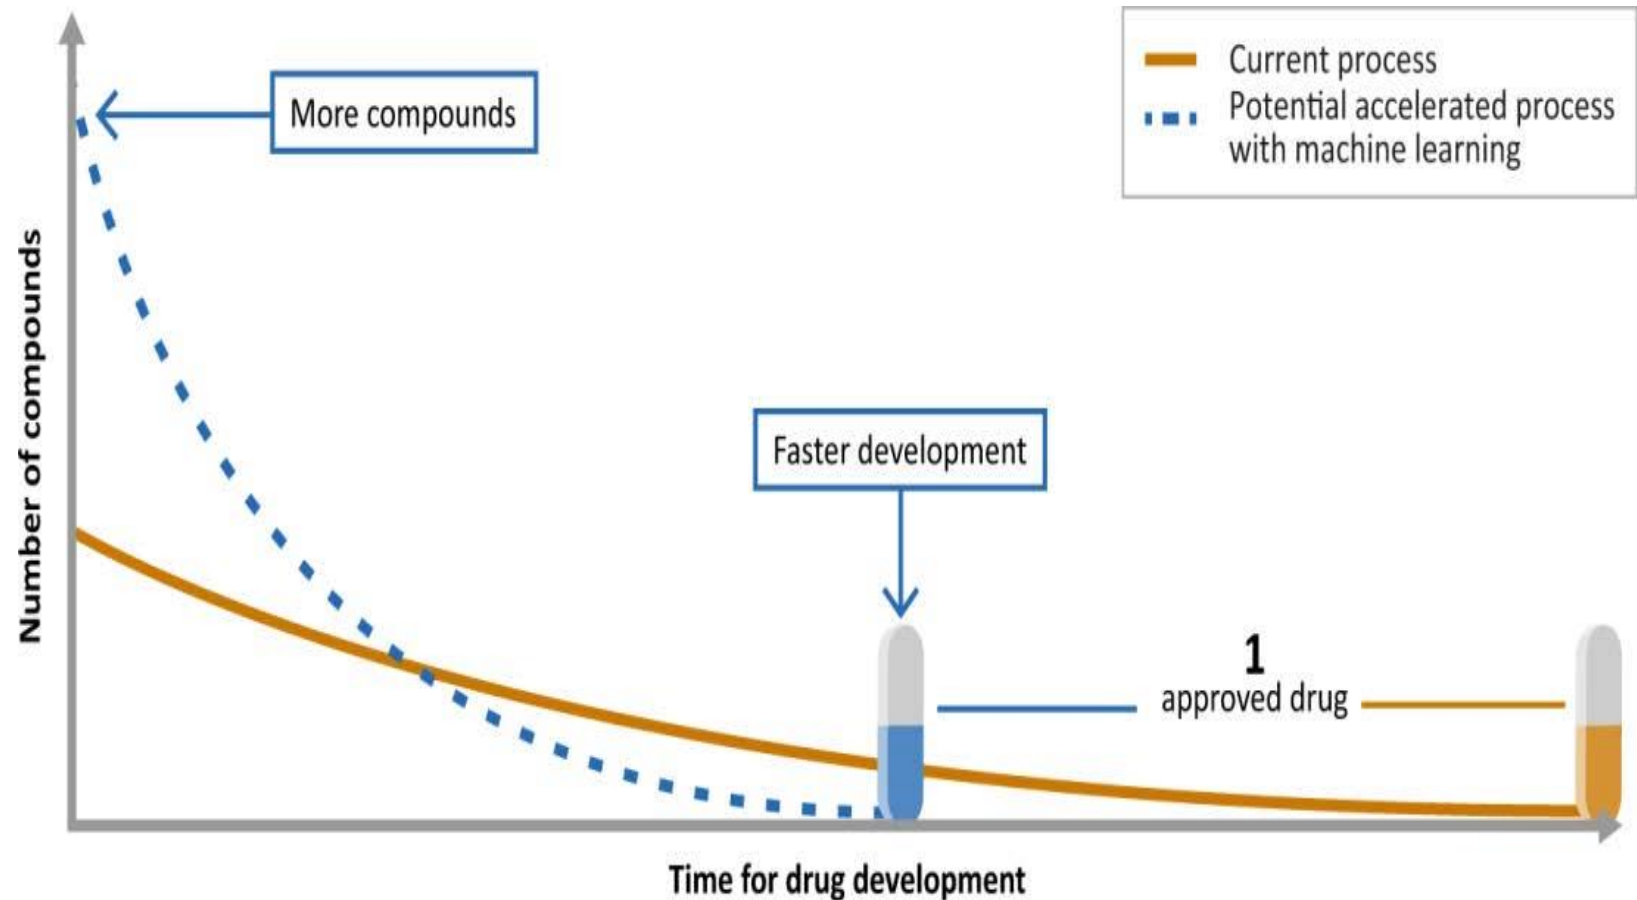 Current process
Potential accelerated process
with machine learning
More compounds
Number of compounds
Faster development
1
approved drug
Time for drug development